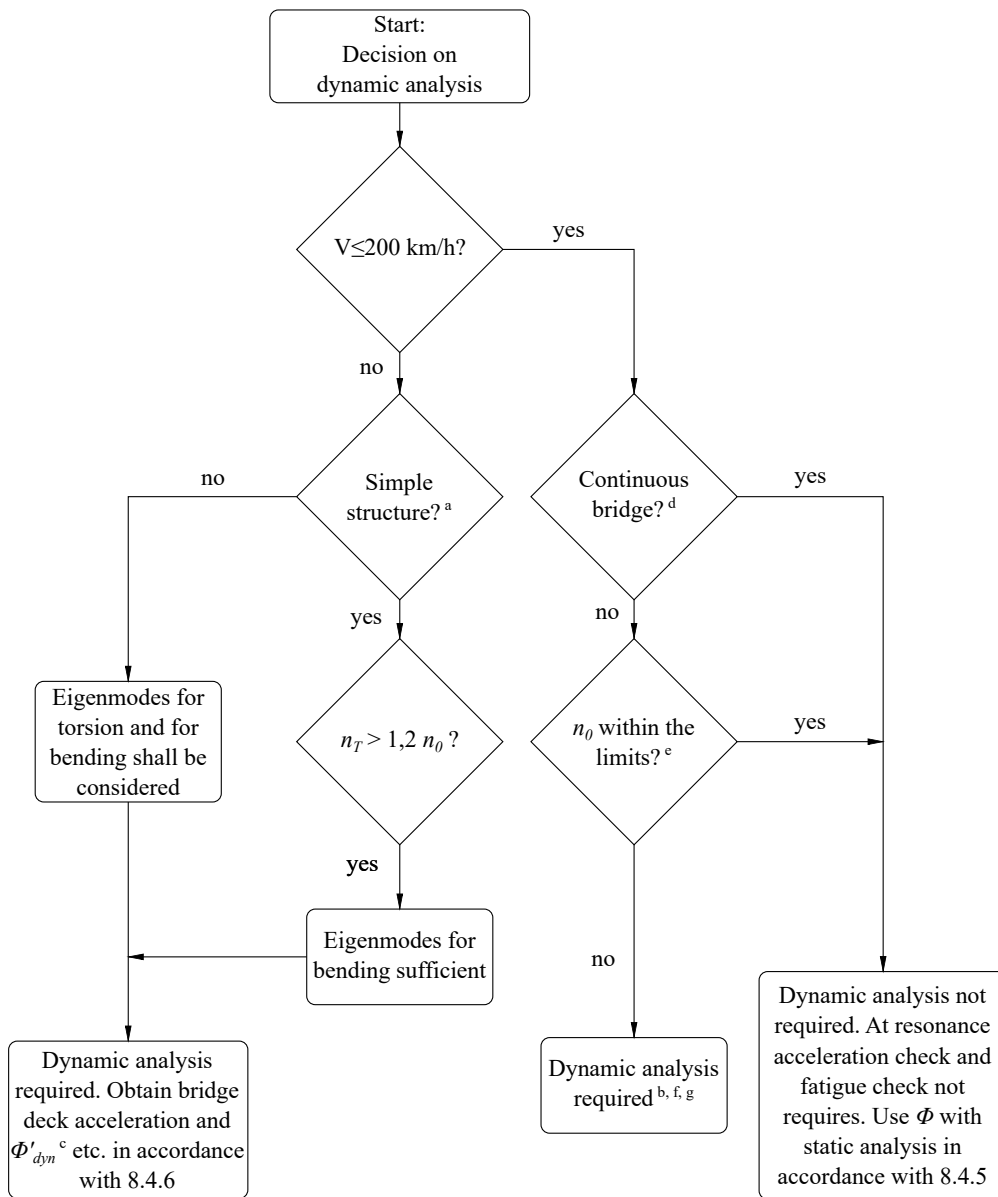 Start:
Decision on
dynamic analysis
V≤200 km/h?
yes
no
Simple
structure? a
no
yes
Continuous
bridge? d
yes
no
Eigenmodes for
torsion and for
bending shall be
considered
nT > 1,2 n0 ?
yes
n0 within the
limits? e
yes
no
Eigenmodes for
bending sufficient
Dynamic analysis
required. Obtain bridge
deck acceleration and
Φ'dyn c etc. in accordance
with 8.4.6
Dynamic analysis
required b, f, g
Dynamic analysis not
required. At resonance
acceleration check and
fatigue check not
requires. Use Φ with
static analysis in
accordance with 8.4.5